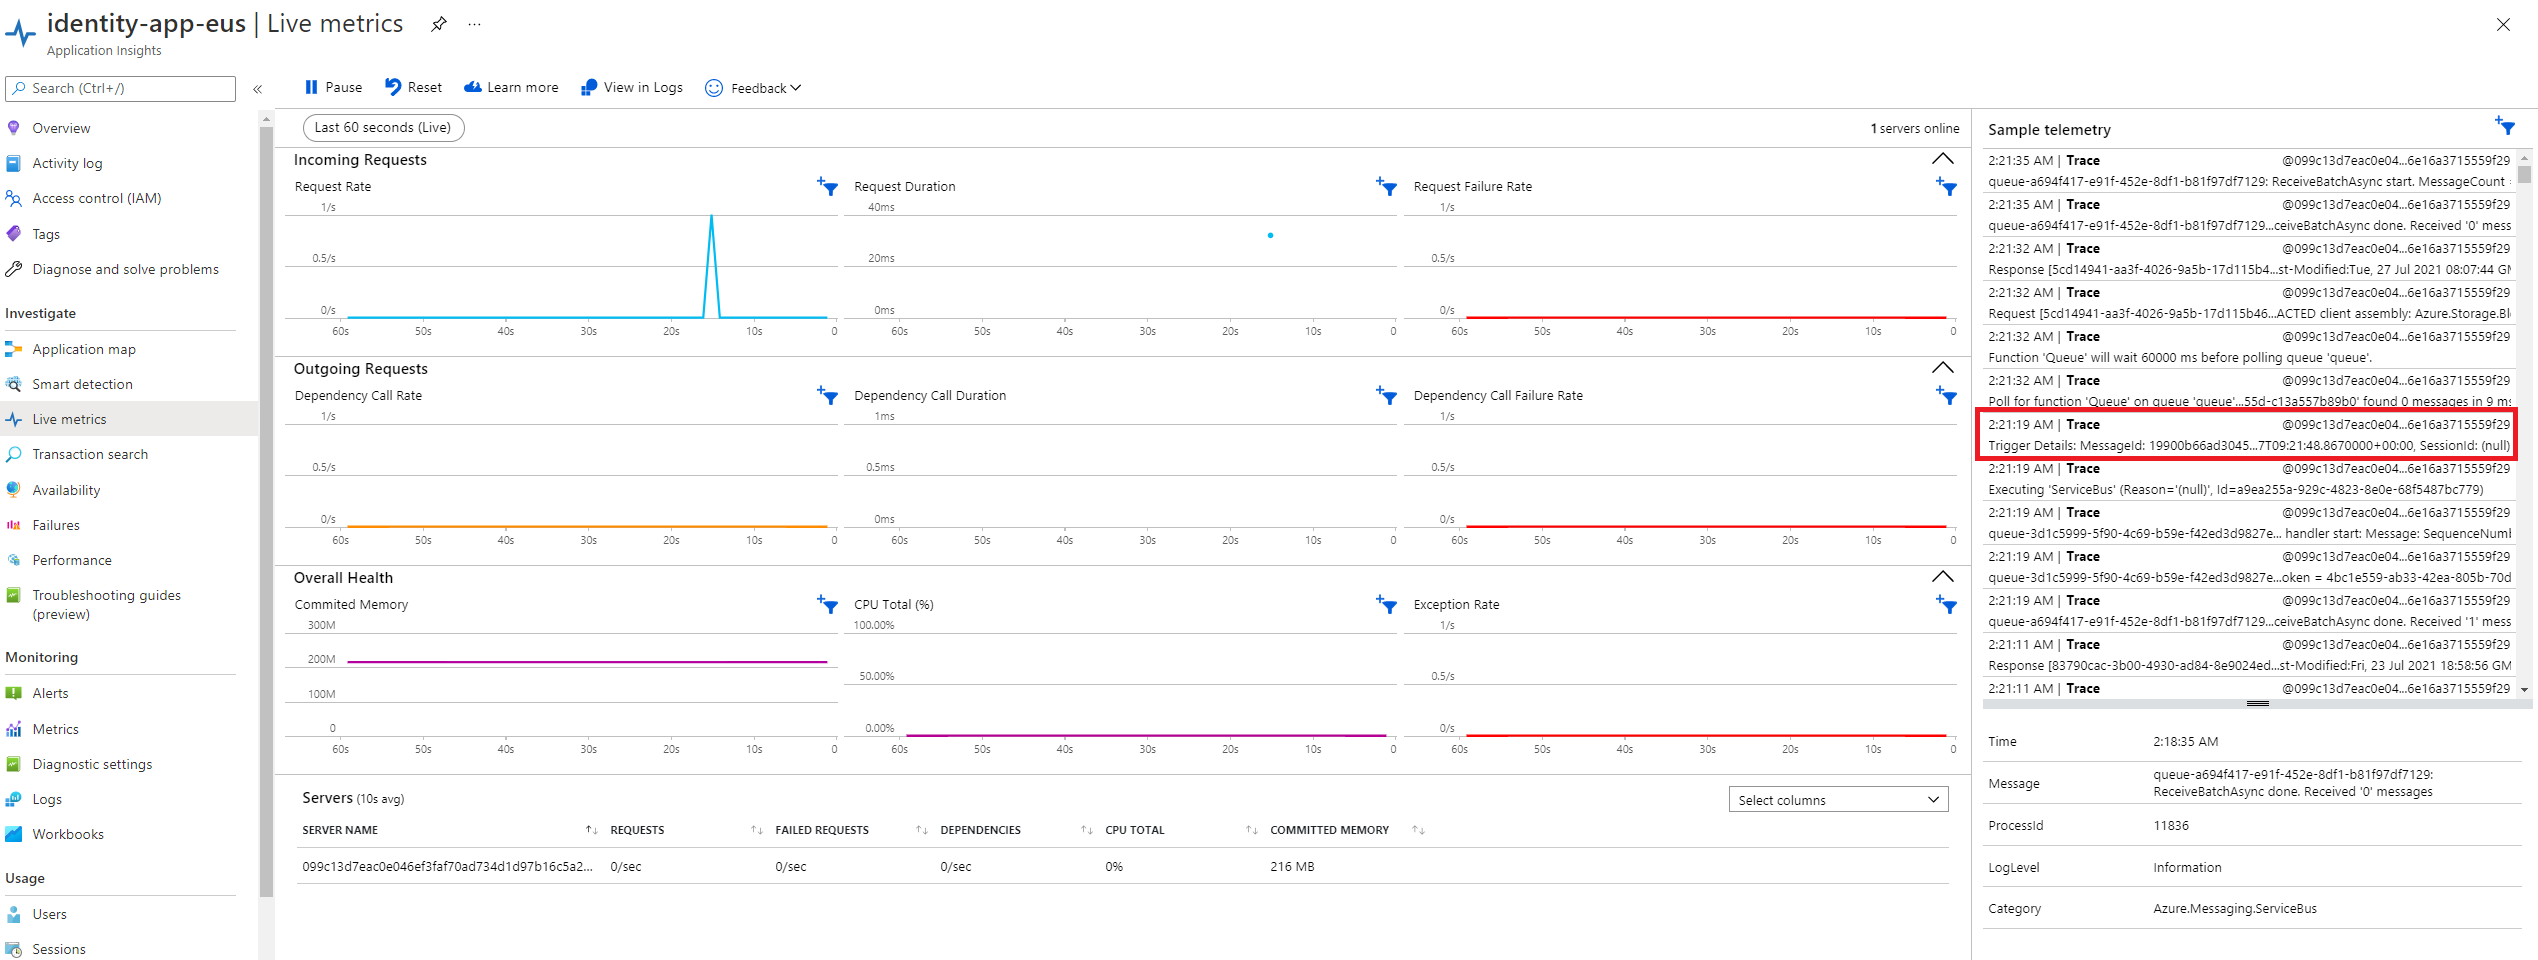 identity-app-eus | Live metrics
Application Insights
Search (Ctrl+/)
Overview
Activity log
Access control (IAM)
Tags
Diagnose and solve problems
Investigate
Application map
Smart detection
Live metrics
Transaction search
Availability
Failures
Performance
Troubleshooting guides
(preview)
Monitoring
Alerts
Metrics
Diagnostic settings
Logs
Workbooks
Usage
Users
Sessions
Pause
Reset
Learn more
View in Logs
Feedback
Last 60 seconds (Live)
1 servers online
Incoming Requests
Request Rate
1/s
0.5/s
0/s
60s 50s 40s 30s 20s 10s 0
Request Duration
40ms
20ms
0ms
60s 50s 40s 30s 20s 10s 0
Request Failure Rate
1/s
0.5/s
0/s
60s 50s 40s 30s 20s 10s 0
Outgoing Requests
Dependency Call Rate
1/s
0.5/s
0/s
60s 50s 40s 30s 20s 10s 0
Dependency Call Duration
1ms
0.5ms
0ms
60s 50s 40s 30s 20s 10s 0
Dependency Call Failure Rate
1/s
0.5/s
0/s
60s 50s 40s 30s 20s 10s 0
Overall Health
Commited Memory
300M
200M
100M
0
60s 50s 40s 30s 20s 10s 0
CPU Total (%)
100.00%
50.00%
0.00%
60s 50s 40s 30s 20s 10s 0
Exception Rate
1/s
0.5/s
0/s
60s 50s 40s 30s 20s 10s 0
Servers (10s avg)
Select columns
SERVER NAME REQUESTS FAILED REQUESTS DEPENDENCIES CPU TOTAL COMMITTED MEMORY
099c13d7eac0e046ef3faf70ad734d1d97b16c5a2... 0/sec 0/sec 0/sec 0% 216 MB
Sample telemetry
2:21:35 AM | Trace @099c13d7eac0e04...6e16a3715559f29
queue-a694f417-e91f-452e-8df1-b81f97df7129: ReceiveBatchAsync start. MessageCount =
2:21:35 AM | Trace @099c13d7eac0e04...6e16a3715559f29
queue-a694f417-e91f-452e-8df1-b81f97df7129...ceiveBatchAsync done. Received '0' mess
2:21:32 AM | Trace @099c13d7eac0e04...6e16a3715559f29
Response [5cd14941-aa3f-4026-9a5b-17d115b4...st-Modified:Tue, 27 Jul 2021 08:07:44 GM
2:21:32 AM | Trace @099c13d7eac0e04...6e16a3715559f29
Request [5cd14941-aa3f-4026-9a5b-17d115b46...ACTED client assembly: Azure.Storage.Bl
2:21:32 AM | Trace @099c13d7eac0e04...6e16a3715559f29
Function 'Queue' will wait 60000 ms before polling queue 'queue'.
2:21:32 AM | Trace @099c13d7eac0e04...6e16a3715559f29
Poll for function 'Queue' on queue 'queue'...55d-c13a557b89b0' found 0 messages in 9 ms
2:21:19 AM | Trace @099c13d7eac0e04...6e16a3715559f29
Trigger Details: MessageId: 19900b66ad3045...7T09:21:48.8670000+00:00, SessionId: (null)
2:21:19 AM | Trace @099c13d7eac0e04...6e16a3715559f29
Executing 'ServiceBus' (Reason='(null)', Id=a9ea255a-929c-4823-8e0e-68f5487bc779)
2:21:19 AM | Trace @099c13d7eac0e04...6e16a3715559f29
queue-3d1c5999-5f90-4c69-b59e-f42ed3d9827e... handler start: Message: SequenceNumb
2:21:19 AM | Trace @099c13d7eac0e04...6e16a3715559f29
queue-3d1c5999-5f90-4c69-b59e-f42ed3d9827e...oken = 4bc1e559-ab33-42ea-805b-70d
2:21:19 AM | Trace @099c13d7eac0e04...6e16a3715559f29
queue-a694f417-e91f-452e-8df1-b81f97df7129...ceiveBatchAsync done. Received '1' mess
2:21:11 AM | Trace @099c13d7eac0e04...6e16a3715559f29
Response [83790cac-3b00-4930-ad84-8e9024ed...st-Modified:Fri, 23 Jul 2021 18:58:56 GM
2:21:11 AM | Trace @099c13d7eac0e04...6e16a3715559f29
Time 2:18:35 AM
Message queue-a694f417-e91f-452e-8df1-b81f97df7129:
ReceiveBatchAsync done. Received '0' messages
ProcessId 11836
LogLevel Information
Category Azure.Messaging.ServiceBus